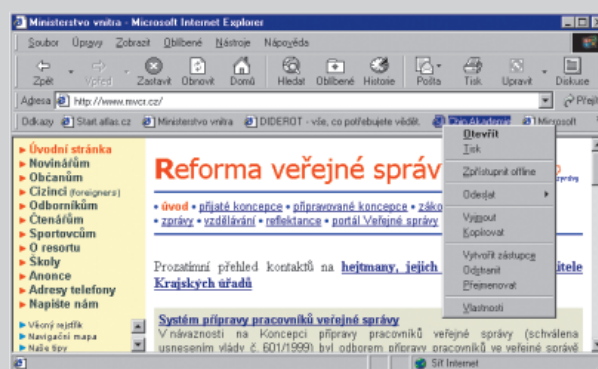 Ministerstvo vnitra - Microsoft Internet Explorer
Soubor Úpravy Zobrazit Oblíbené Nástroje Nápověda
Zpět Vpřed Zastavit Obnovit Domů Hledat Oblíbené Historie Pošta Tisk Upravit Diskuse
Adresa http://www.mvcr.cz/ Přejít
Odkazy Start atlas.cz Ministerstvo vnitra DIDEROT - vše, co potřebujete vědět. Chip Akademie Microsoft
Otevřít
Tisk
Zpřístupnit offline
Odeslat
Vyjmout
Kopírovat
Vytvořit zástupce
Odstranit
Přejmenovat
Vlastnosti
Úvodní stránka
Novinářům
Občanům
Cizinci (foreigners)
Odborníkům
Čtenářům
Sportovcům
O resortu
Školy
Anonce
Adresy telefony
Napište nám
Věcný rejstřík
Navigační mapa
Naše tipy
Reforma veřejné správ
• úvod • přijaté koncepce • připravované koncepce • záko
• zprávy • vzdělávání • reflektance • portál Veřejné správy
Prozatímní přehled kontaktů na hejtmany, jejich itele
Krajských úřadů
Systém přípravy pracovníků veřejné správy
V návaznosti na Koncepci přípravy pracovníků veřejné správy (schválena
usnesením vlády č. 601/1999) byl odborem přípravy pracovníků ve veřejné správě
Síť Internet